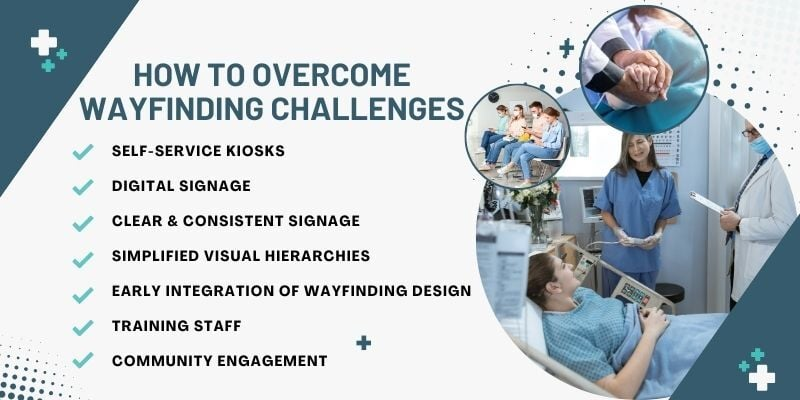 HOW TO OVERCOME
WAYFINDING CHALLENGES
SELF-SERVICE KIOSKS
DIGITAL SIGNAGE
CLEAR & CONSISTENT SIGNAGE
SIMPLIFIED VISUAL HIERARCHIES
EARLY INTEGRATION OF WAYFINDING DESIGN
TRAINING STAFF
COMMUNITY ENGAGEMENT